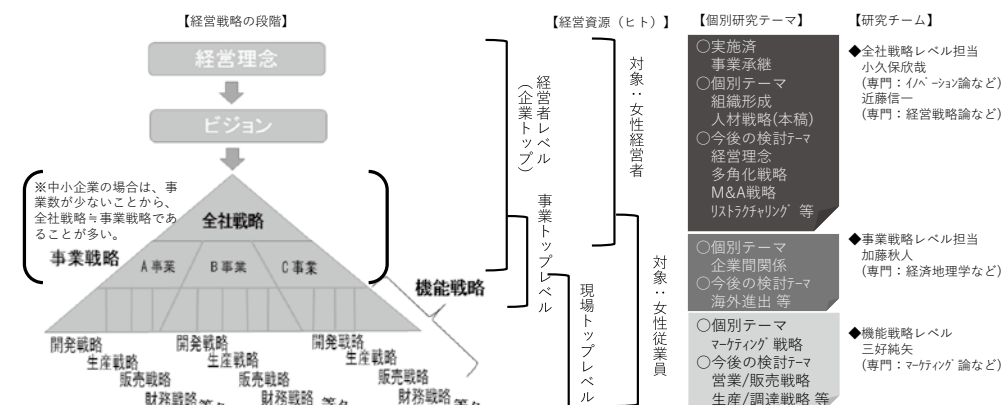 【経営戦略の段階】
経営理念
ビジョン
※中小企業の場合は、事
業数が少ないことから、
全社戦略≒事業戦略であ
ることが多い。
全社戦略
事業戦略
A事業
B事業
C事業
機能戦略
開発戦略
生産戦略
販売戦略
財務戦略
開発戦略
生産戦略
販売戦略
財務戦略
開発戦略
生産戦略
販売戦略
財務戦略
【経営資源（ヒト）】
経営者レベル
（企業トップ）
事業トップレベル
現場トップレベル
対象：女性経営者
対象：女性従業員
【個別研究テーマ】
○実施済
事業承継
○個別テーマ
組織形成
人材戦略(本稿)
○今後の検討ﾃｰﾏ
経営理念
多角化戦略
M&A戦略
ﾘｽﾄﾗｸﾁｬﾘﾝｸﾞ 等
○個別テーマ
企業間関係
○今後の検討ﾃｰﾏ
海外進出 等
○個別テーマ
ﾏｰｹﾃｨﾝｸﾞ 戦略
○今後の検討ﾃｰﾏ
営業/販売戦略
生産/調達戦略 等
【研究チーム】
◆全社戦略レベル担当
小久保欣哉
(専門：ｲﾉﾍﾞｰｼｮﾝ論など)
近藤信一
(専門：経営戦略論など)
◆事業戦略レベル担当
加藤秋人
(専門：経済地理学など)
◆機能戦略レベル
三好純矢
(専門：ﾏｰｹﾃｨﾝｸﾞ論など)